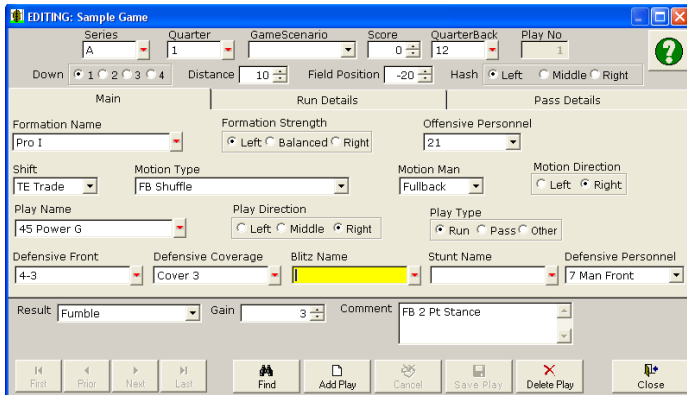 EDITING: Sample Game
Series Quarter GameScenario Score QuarterBack Play No
A 1 0 12 1
Down 1 2 3 4 Distance 10 Field Position -20 Hash Left Middle Right
Main Run Details Pass Details
Formation Name Formation Strength Offensive Personnel
Pro I Left Balanced Right 21
Shift Motion Type Motion Man Motion Direction
TE Trade FB Shuffle Fullback Left Right
Play Name Play Direction Play Type
45 Power G Left Middle Right Run Pass Other
Defensive Front Defensive Coverage Blitz Name Stunt Name Defensive Personnel
4-3 Cover 3 7 Man Front
Result Fumble Gain 3 Comment FB 2 Pt Stance
First Prior Next Last Find Add Play Cancel Save Play Delete Play Close